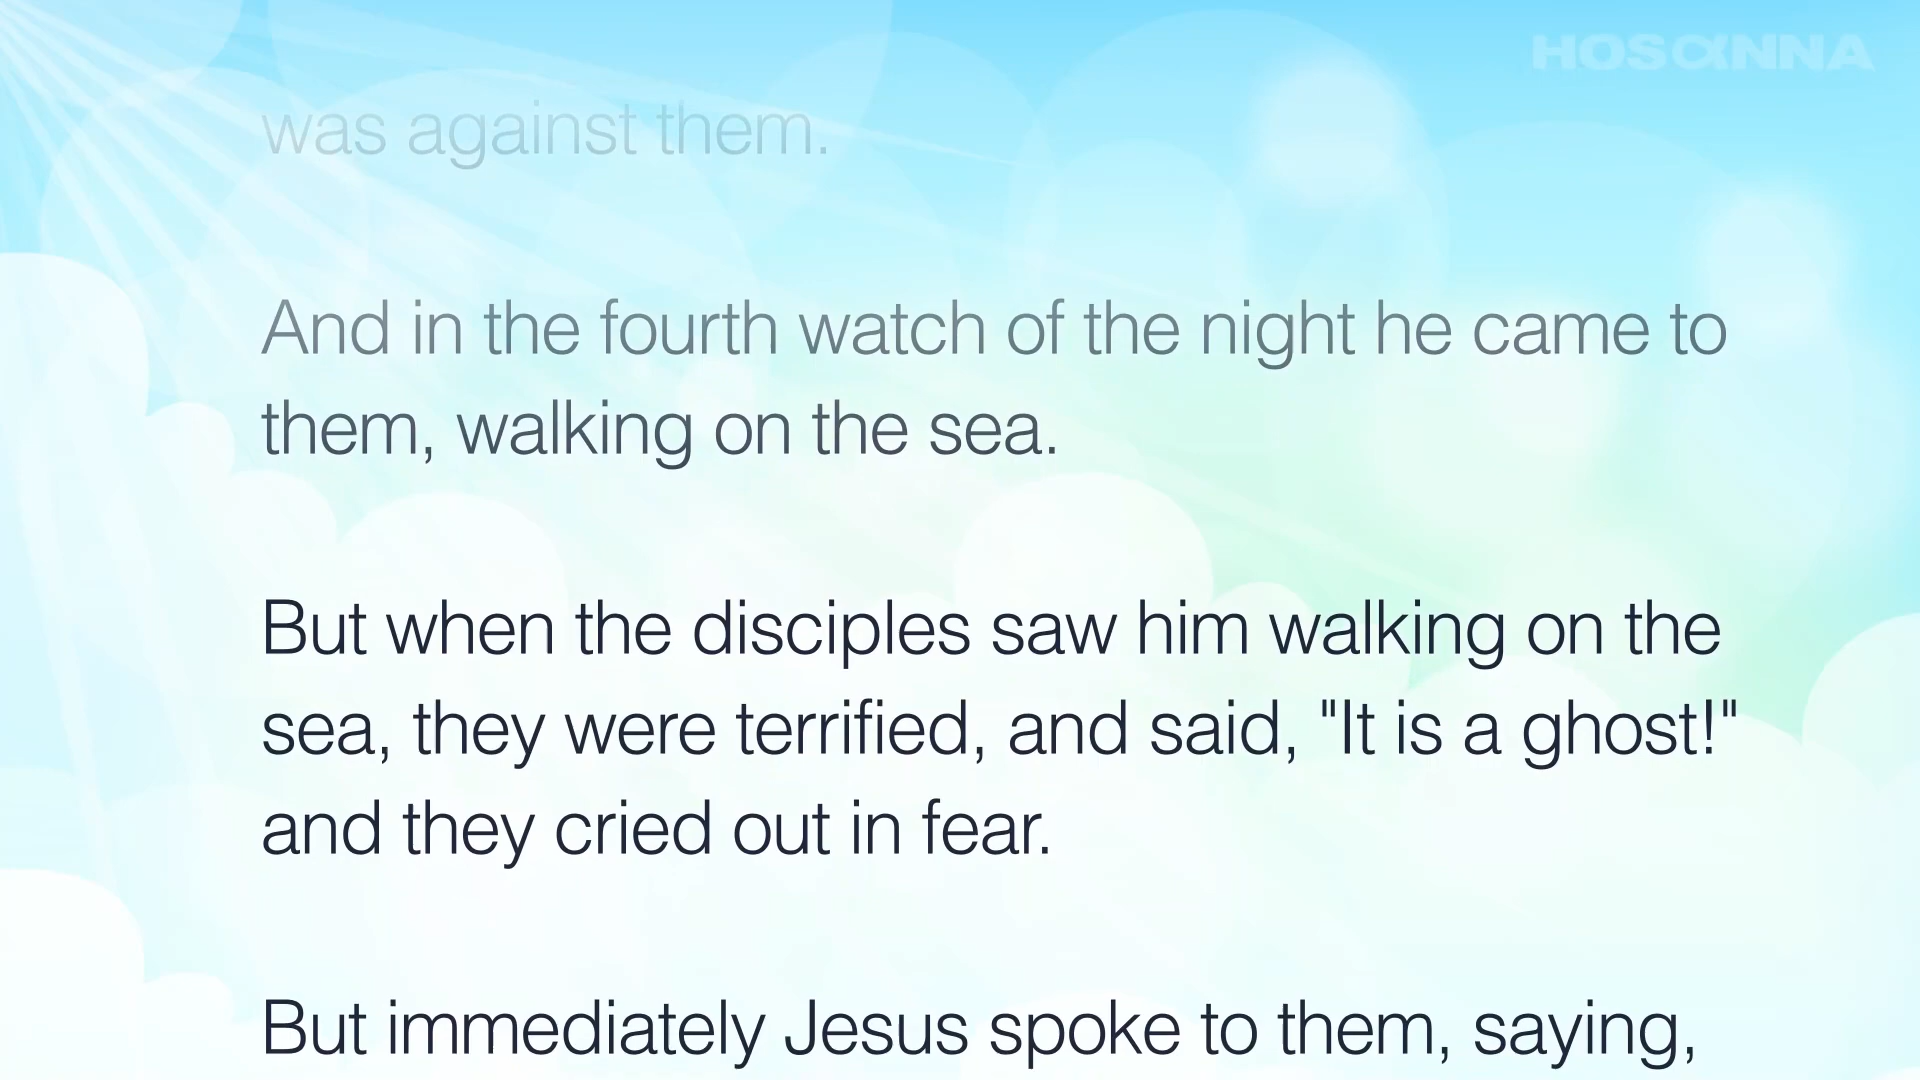 HOSANNA
was against them.
And in the fourth watch of the night he came to
them, walking on the sea.
But when the disciples saw him walking on the
sea, they were terrified, and said, "It is a ghost!"
and they cried out in fear.
But immediately Jesus spoke to them, saying,